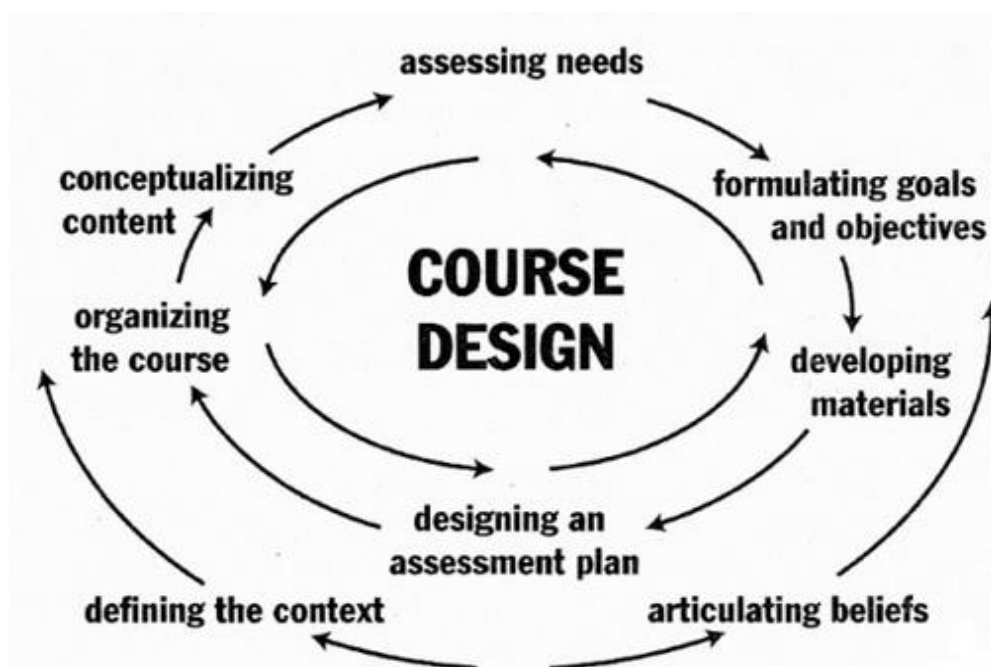 assessing needs
conceptualizing
content
formulating goals
and objectives
COURSE
DESIGN
organizing
the course
developing
materials
designing an
assessment plan
defining the context
articulating beliefs